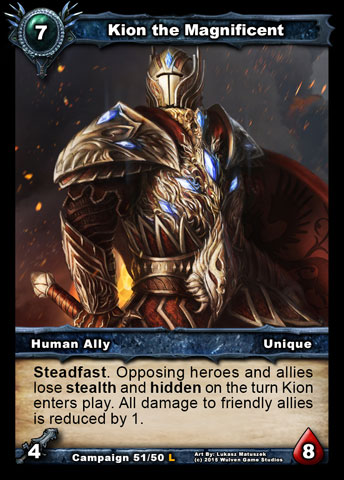 7
Kion the Magnificent
Human Ally
Unique
Steadfast. Opposing heroes and allies
lose stealth and hidden on the turn Kion
enters play. All damage to friendly allies
is reduced by 1.
4
Campaign 51/50 L
Art By: Lukasz Matuszek
(c) 2015 Wulven Game Studios
8